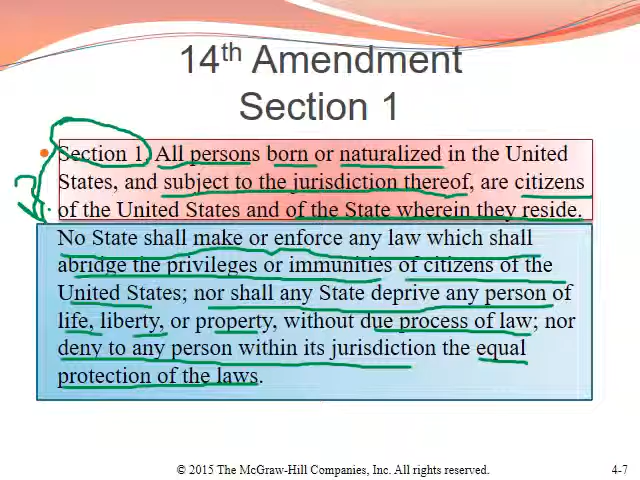 14th Amendment
Section 1
Section 1. All persons born or naturalized in the United
States, and subject to the jurisdiction thereof, are citizens
of the United States and of the State wherein they reside.
No State shall make or enforce any law which shall
abridge the privileges or immunities of citizens of the
United States; nor shall any State deprive any person of
life, liberty, or property, without due process of law; nor
deny to any person within its jurisdiction the equal
protection of the laws.
© 2015 The McGraw-Hill Companies, Inc. All rights reserved.
4-7